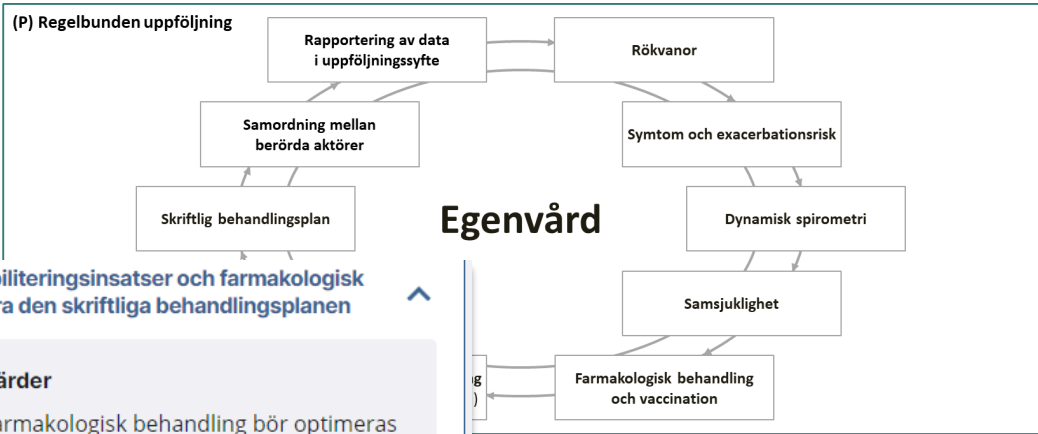 (P) Regelbunden uppföljning
Rapportering av data
i uppföljningssyfte
Rökvanor
Samordning mellan
berörda aktörer
Symtom och exacerbationsrisk
Skriftlig behandlingsplan
Egenvård
Dynamisk spirometri
iliteringsinsatser och farmakologisk
ra den skriftliga behandlingsplanen
Samsjuklighet
ärder
g
)
Farmakologisk behandling
och vaccination
armakologisk behandling bör optimeras